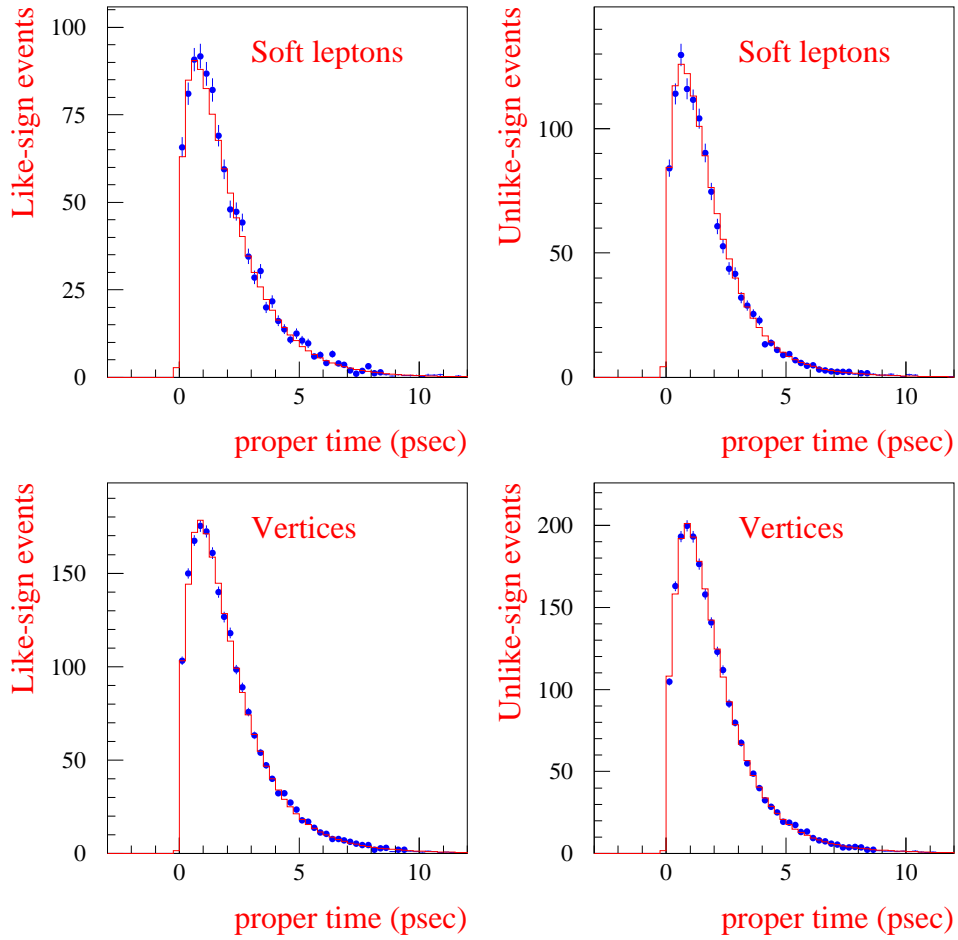 Like-sign events
100
75
50
25
0
Soft leptons
0 5 10
proper time (psec)
Unlike-sign events
100
50
0
Soft leptons
0 5 10
proper time (psec)
Like-sign events
150
100
50
0
Vertices
0 5 10
proper time (psec)
Unlike-sign events
200
150
100
50
0
Vertices
0 5 10
proper time (psec)